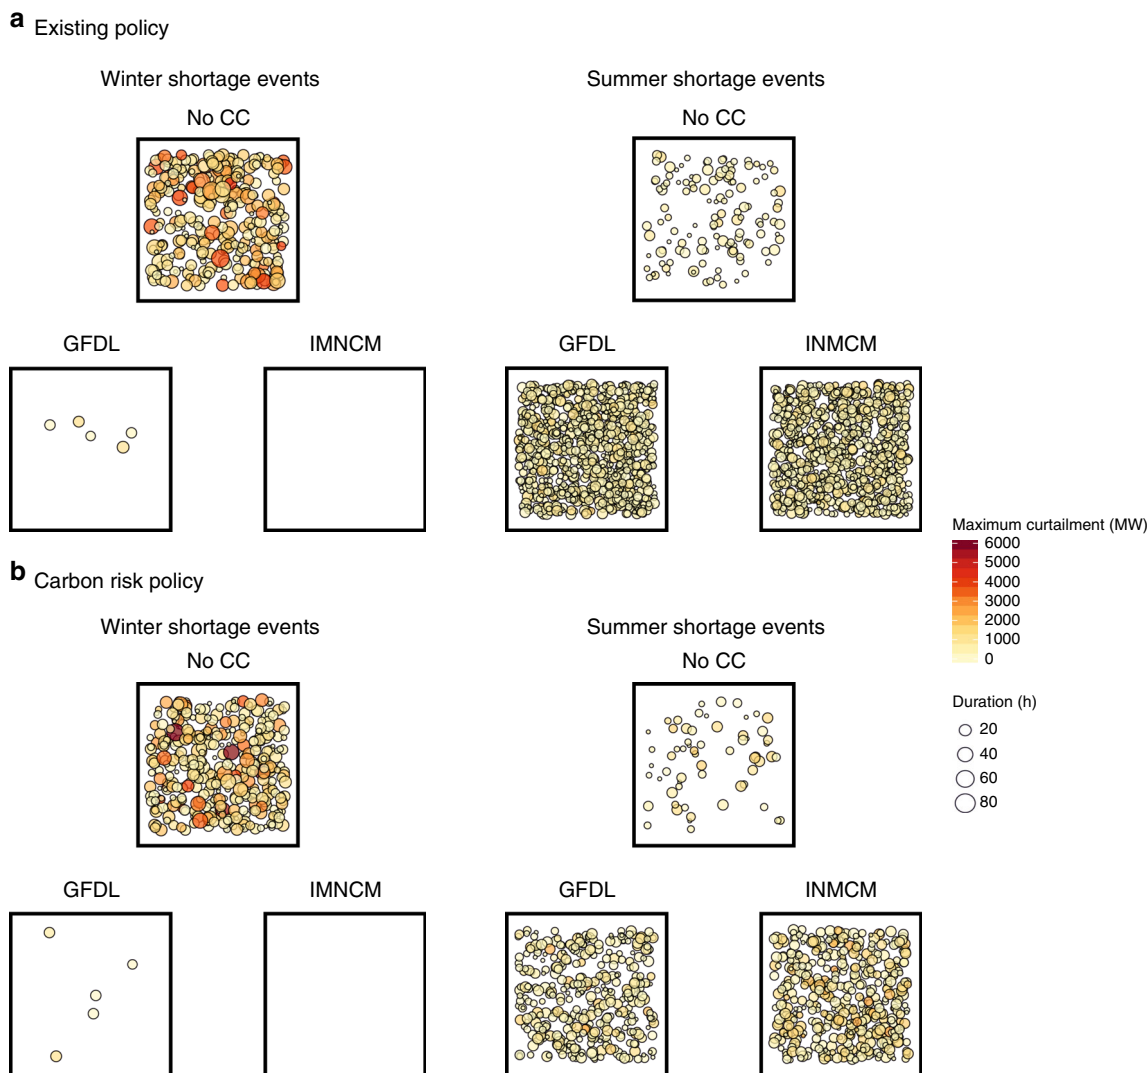 a Existing policy
Winter shortage events
Summer shortage events
No CC
No CC
GFDL
IMNCM
GFDL
INMCM
Maximum curtailment (MW)
6000
5000
4000
3000
2000
1000
0
b Carbon risk policy
Winter shortage events
Summer shortage events
No CC
No CC
Duration (h)
20
40
60
80
GFDL
IMNCM
GFDL
INMCM